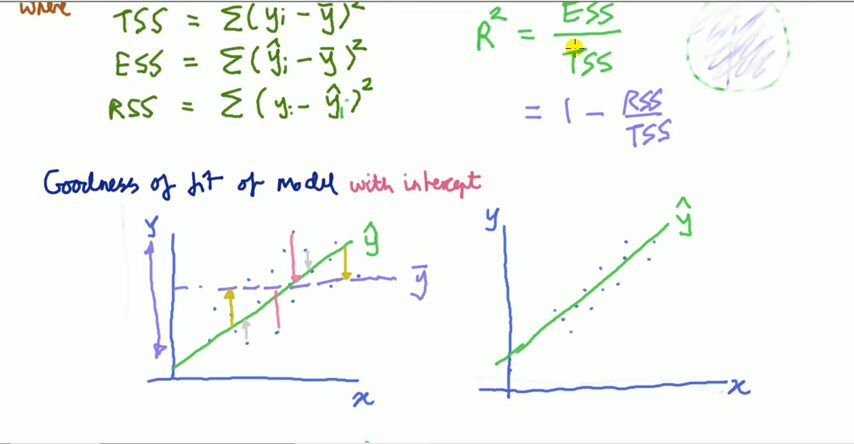 where
TSS = Σ(yi - ȳ)²
ESS = Σ(ŷi - ȳ)²
RSS = Σ(yi - ŷi)²
R² = ESS/TSS
= 1 - RSS/TSS
Goodness of fit of model with intercept
y
ŷ
ȳ
x
y
ŷ
x